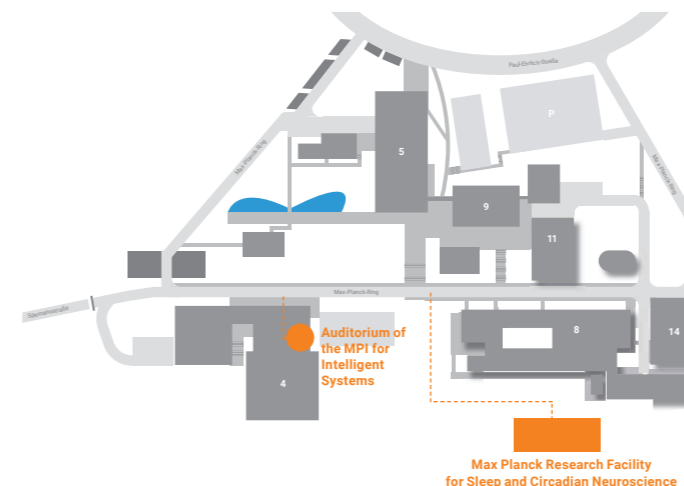 Paul-Ehrlich-Straße
P
Max-Planck-Ring
5
Max-Planck-Ring
9
11
Max-Planck-Ring
8
14
Auditorium of
the MPI for
Intelligent
Systems
4
Max Planck Research Facility
for Sleep and Circadian Neuroscience